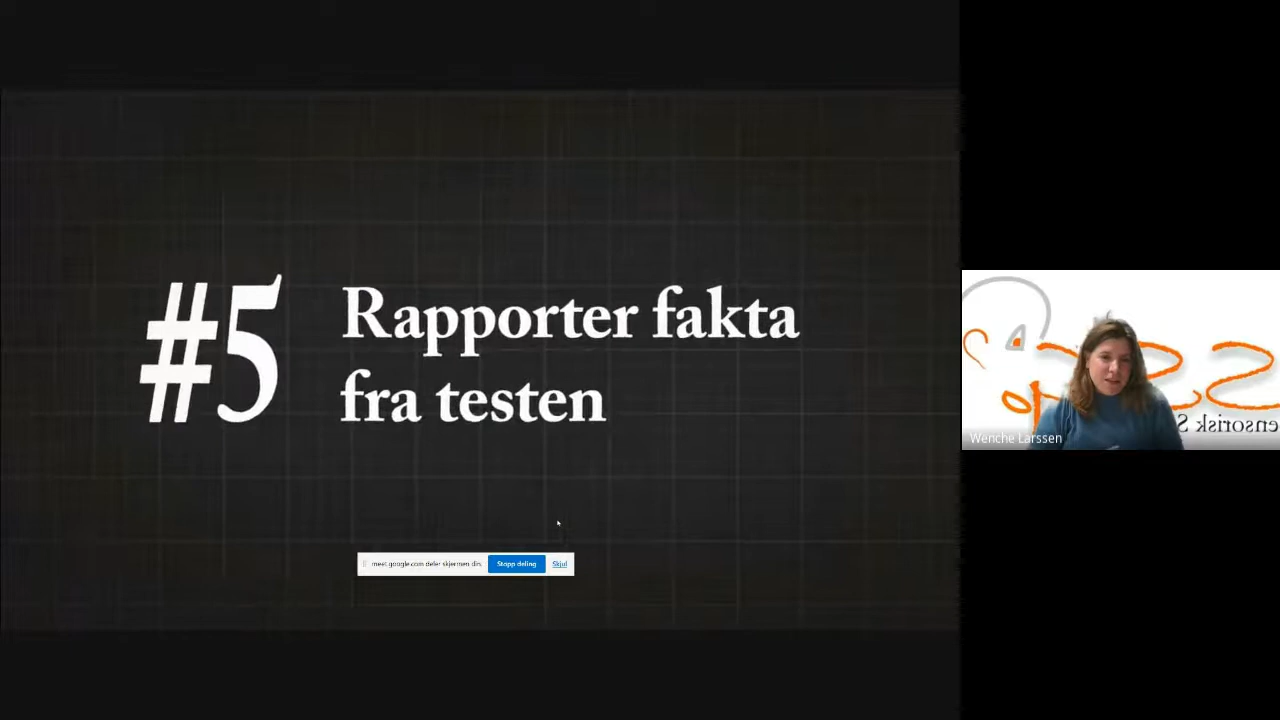 #5 Rapporter fakta
fra testen
meet.google.com deler skjermen din. Stopp deling Skjul
Wenche Larssen
ensorisk S